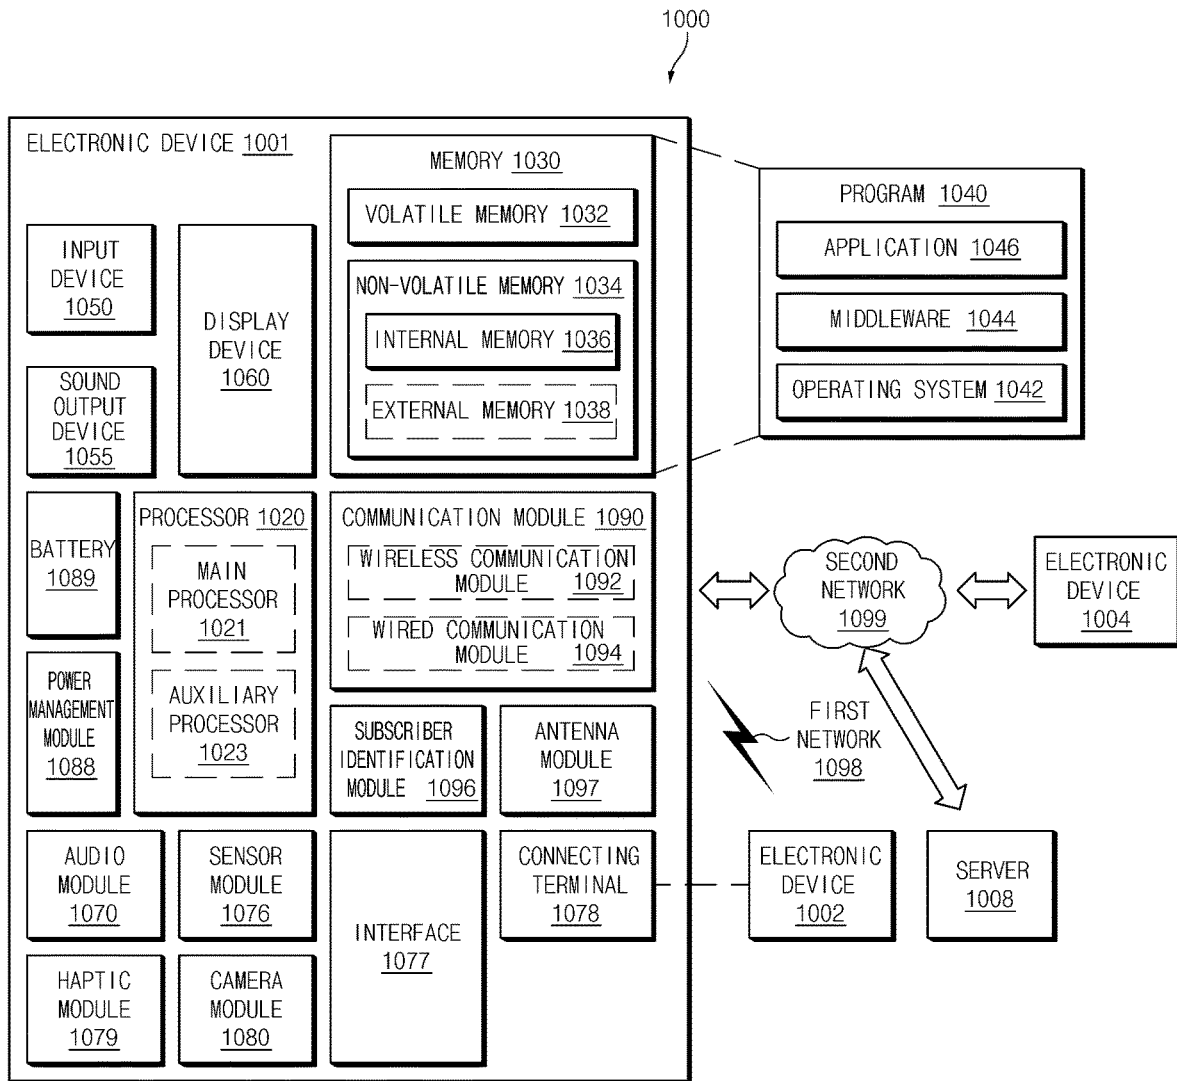 1000
ELECTRONIC DEVICE 1001
MEMORY 1030
VOLATILE MEMORY 1032
NON-VOLATILE MEMORY 1034
INTERNAL MEMORY 1036
EXTERNAL MEMORY 1038
PROGRAM 1040
APPLICATION 1046
MIDDLEWARE 1044
OPERATING SYSTEM 1042
INPUT
DEVICE
1050
DISPLAY
DEVICE
1060
SOUND
OUTPUT
DEVICE
1055
BATTERY
1089
PROCESSOR 1020
MAIN
PROCESSOR
1021
AUXILIARY
PROCESSOR
1023
COMMUNICATION MODULE 1090
WIRELESS COMMUNICATION
MODULE 1092
WIRED COMMUNICATION
MODULE 1094
SECOND
NETWORK
1099
ELECTRONIC
DEVICE
1004
POWER
MANAGEMENT
MODULE
1088
SUBSCRIBER
IDENTIFICATION
MODULE 1096
ANTENNA
MODULE
1097
FIRST
NETWORK
1098
AUDIO
MODULE
1070
SENSOR
MODULE
1076
INTERFACE
1077
CONNECTING
TERMINAL
1078
ELECTRONIC
DEVICE
1002
SERVER
1008
HAPTIC
MODULE
1079
CAMERA
MODULE
1080